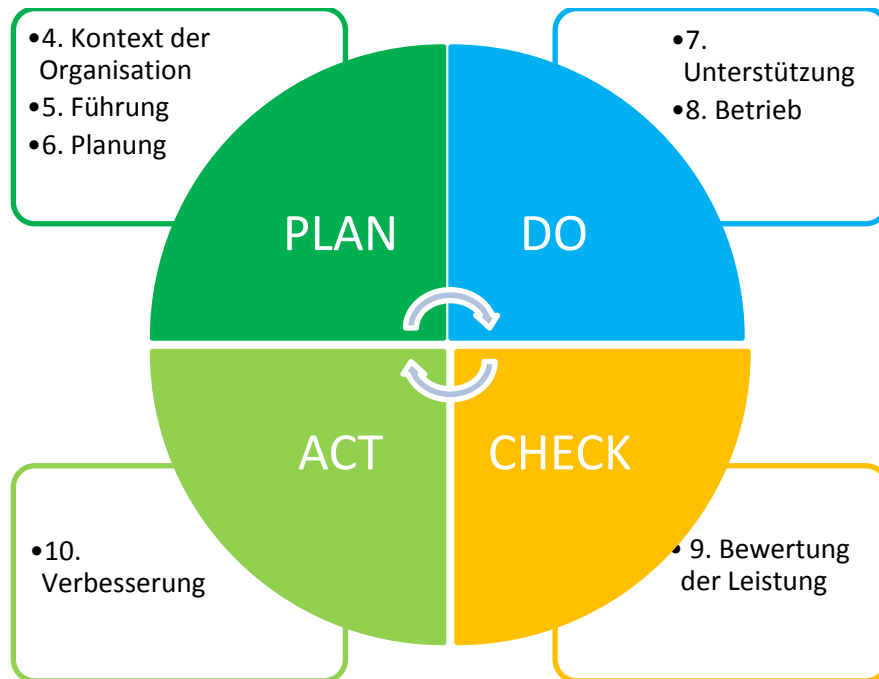 •4. Kontext der
Organisation
•5. Führung
•6. Planung
•7.
Unterstützung
•8. Betrieb
PLAN
DO
ACT
CHECK
•10.
Verbesserung
• 9. Bewertung
der Leistung